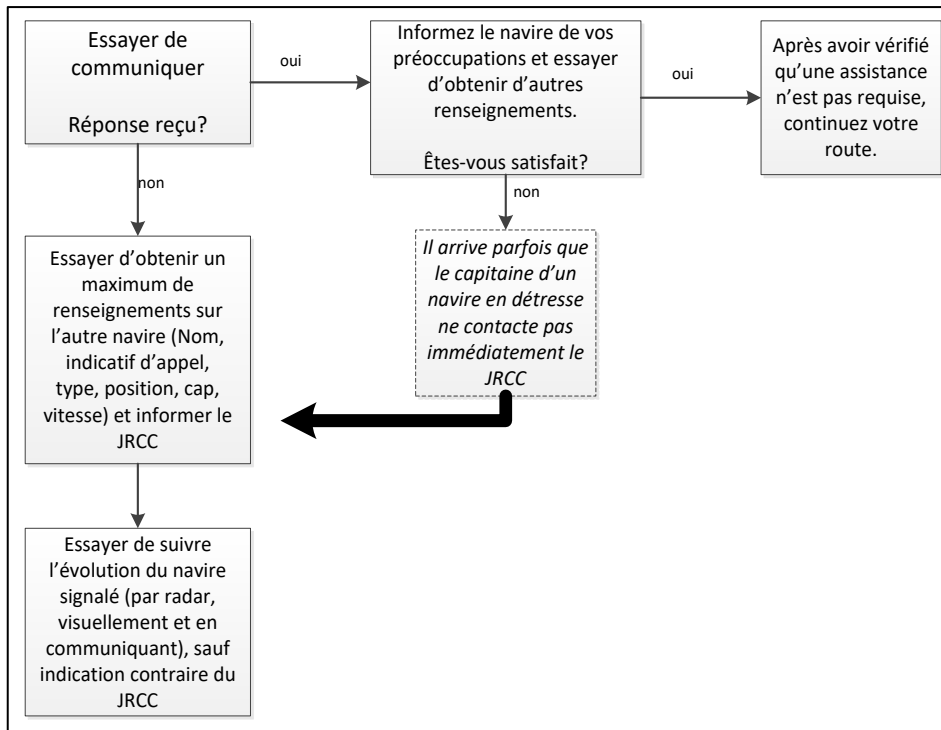 Essayer de
communiquer
Réponse reçu?
oui
Informez le navire de vos
préoccupations et essayer
d’obtenir d’autres
renseignements.
Êtes-vous satisfait?
oui
Après avoir vérifié
qu’une assistance
n’est pas requise,
continuez votre
route.
non
non
Essayer d’obtenir un
maximum de
renseignements sur
l’autre navire (Nom,
indicatif d’appel,
type, position, cap,
vitesse) et informer le
JRCC
Il arrive parfois que
le capitaine d’un
navire en détresse
ne contacte pas
immédiatement le
JRCC
Essayer de suivre
l’évolution du navire
signalé (par radar,
visuellement et en
communiquant), sauf
indication contraire du
JRCC